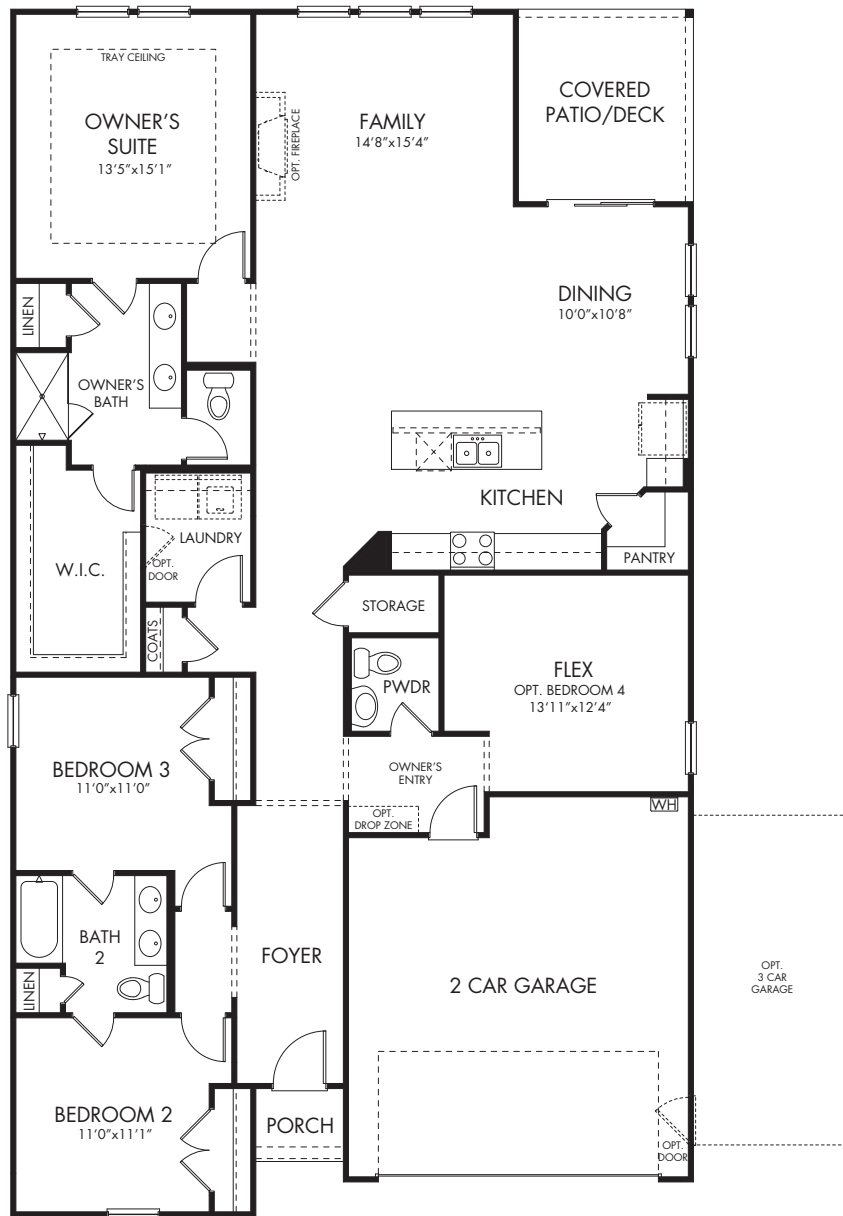 TRAY CEILING
OWNER'S
SUITE
13'5"x15'1"
OPT. FIREPLACE
FAMILY
14'8"x15'4"
COVERED
PATIO/DECK
DINING
10'0"x10'8"
LINEN
OWNER'S
BATH
KITCHEN
PANTRY
LAUNDRY
OPT.
DOOR
W.I.C.
COATS
STORAGE
PWDR
FLEX
OPT. BEDROOM 4
13'11"x12'4"
OWNER'S
ENTRY
OPT.
DROP ZONE
WH
BEDROOM 3
11'0"x11'0"
BATH
2
LINEN
FOYER
2 CAR GARAGE
OPT.
3 CAR
GARAGE
BEDROOM 2
11'0"x11'1"
PORCH
OPT.
DOOR